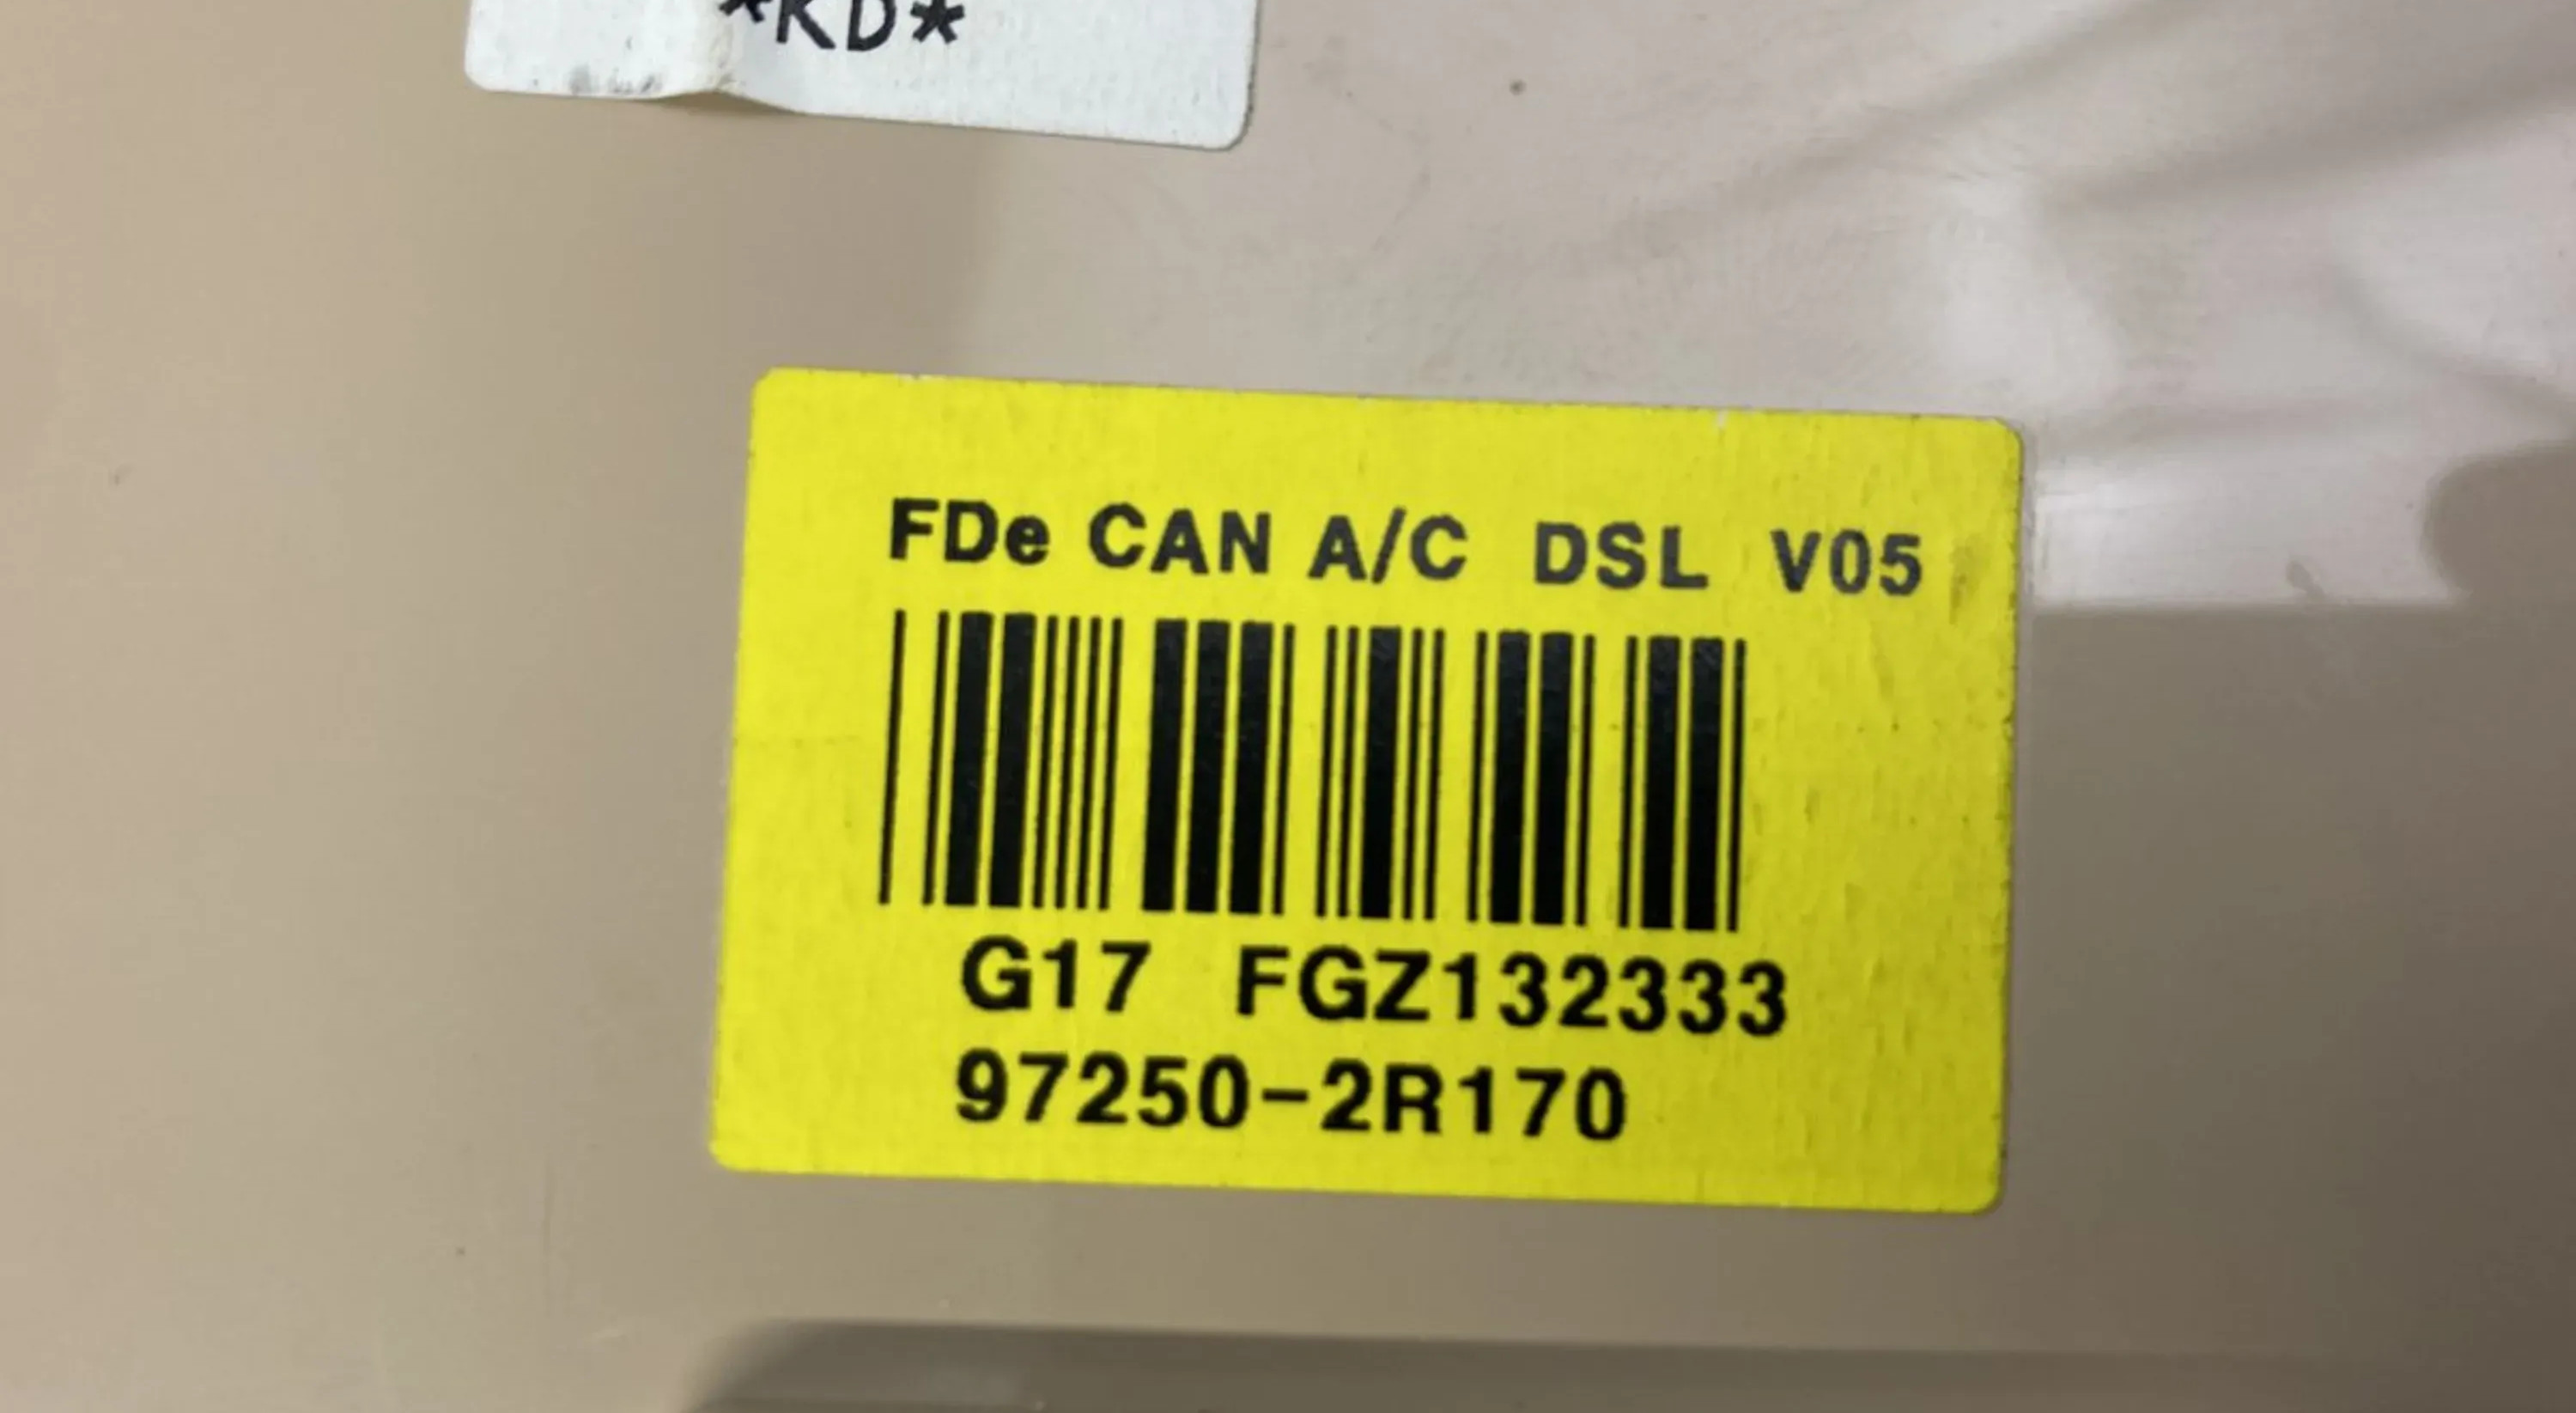 *KD*
FDe CAN A/C DSL V05
G17 FGZ132333
97250-2R170